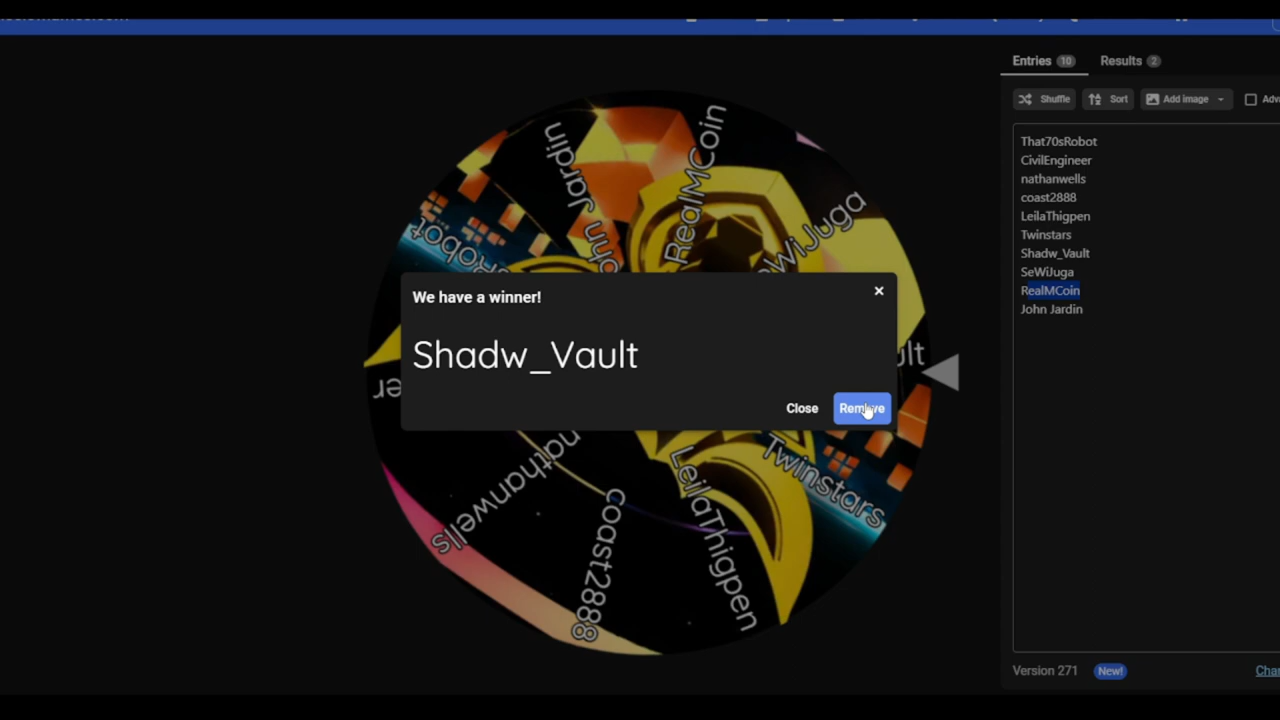 Entries 10 Results 2
Shuffle Sort Add image
That70sRobot
CivilEngineer
nathanwells
coast2888
LeilaThigpen
Twinstars
Shadw_Vault
SeWiJuga
RealMCoin
John Jardin
John Jardin
RealMCoin
SeWiJuga
We have a winner!
Shadw_Vault
Close Remove
nathanwells
coast2888
LeilaThigpen
Twinstars
Version 271 New!